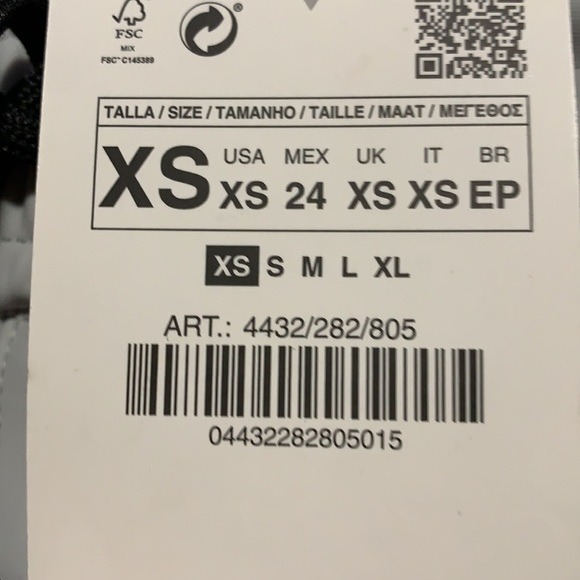 FSC
MIX
FSC® C145389
®
TALLA / SIZE / TAMANHO / TAILLE / MAAT / ΜΕΓΕΘΟΣ
XS
USA MEX UK IT BR
XS 24 XS XS EP
XS S M L XL
ART.: 4432/282/805
04432282805015